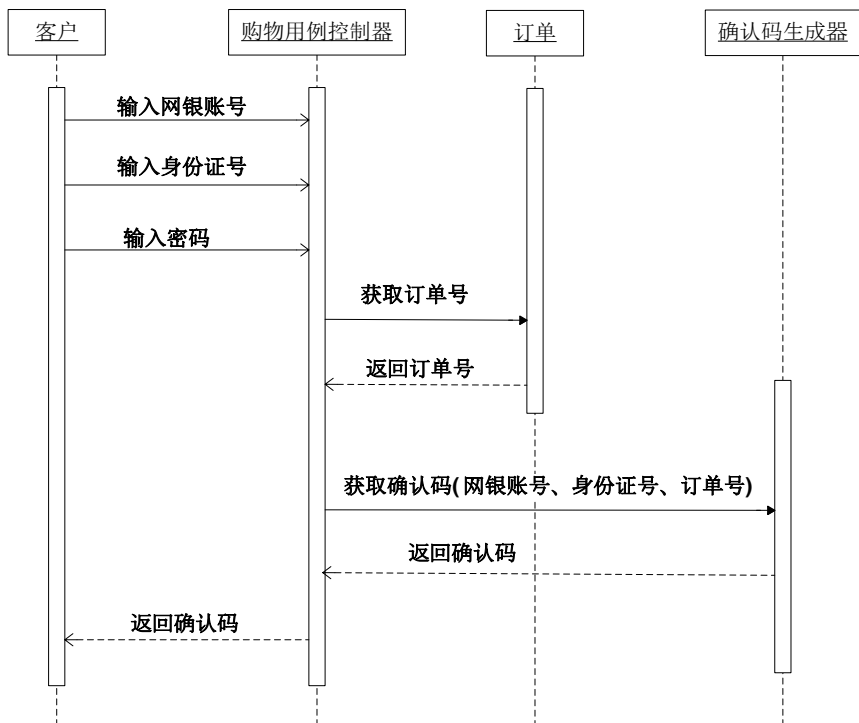 客户
购物用例控制器
订单
确认码生成器
输入网银账号
输入身份证号
输入密码
获取订单号
返回订单号
获取确认码(网银账号、身份证号、订单号)
返回确认码
返回确认码